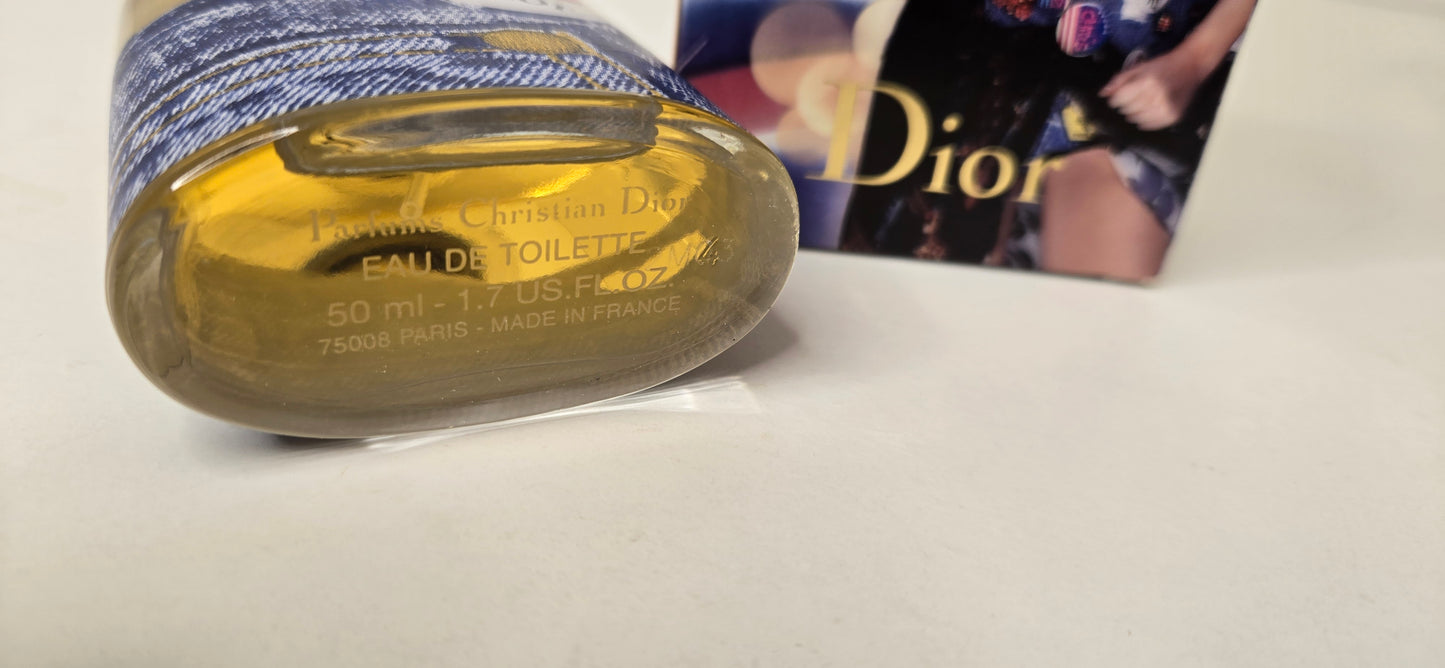 Dior
Parfums Christian Dior
EAU DE TOILETTE
50 ml - 1.7 US.FL.OZ.
75008 PARIS - MADE IN FRANCE